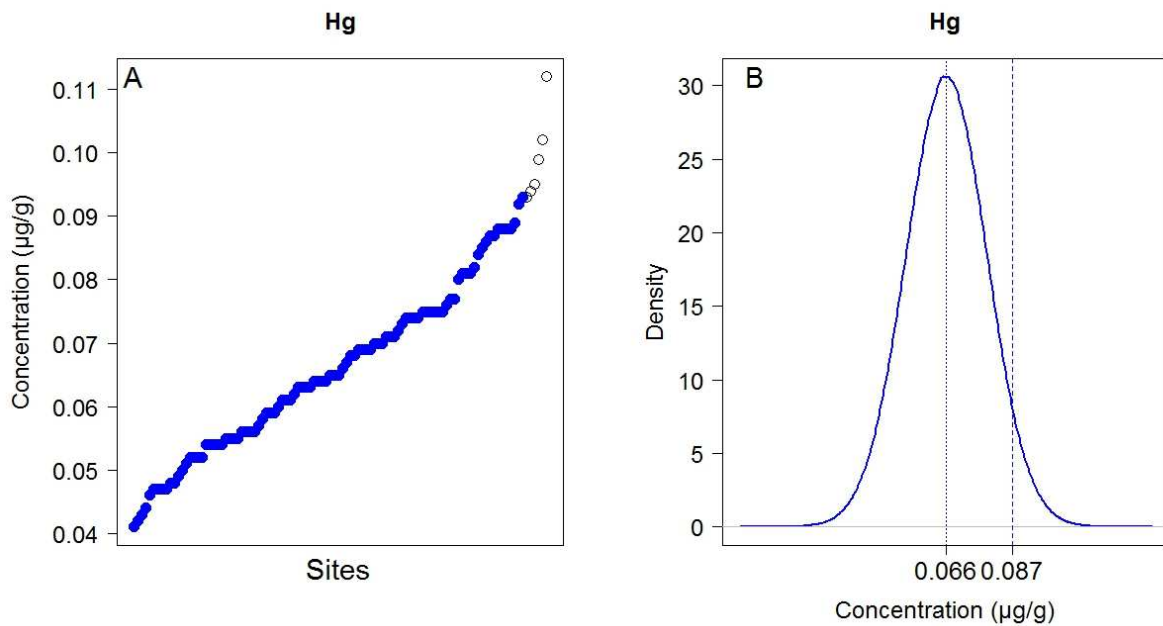 Hg
A
0.11
0.10
0.09
0.08
0.07
0.06
0.05
0.04
Concentration (µg/g)
Sites
Hg
B
30
25
20
15
10
5
0
Density
0.066 0.087
Concentration (µg/g)